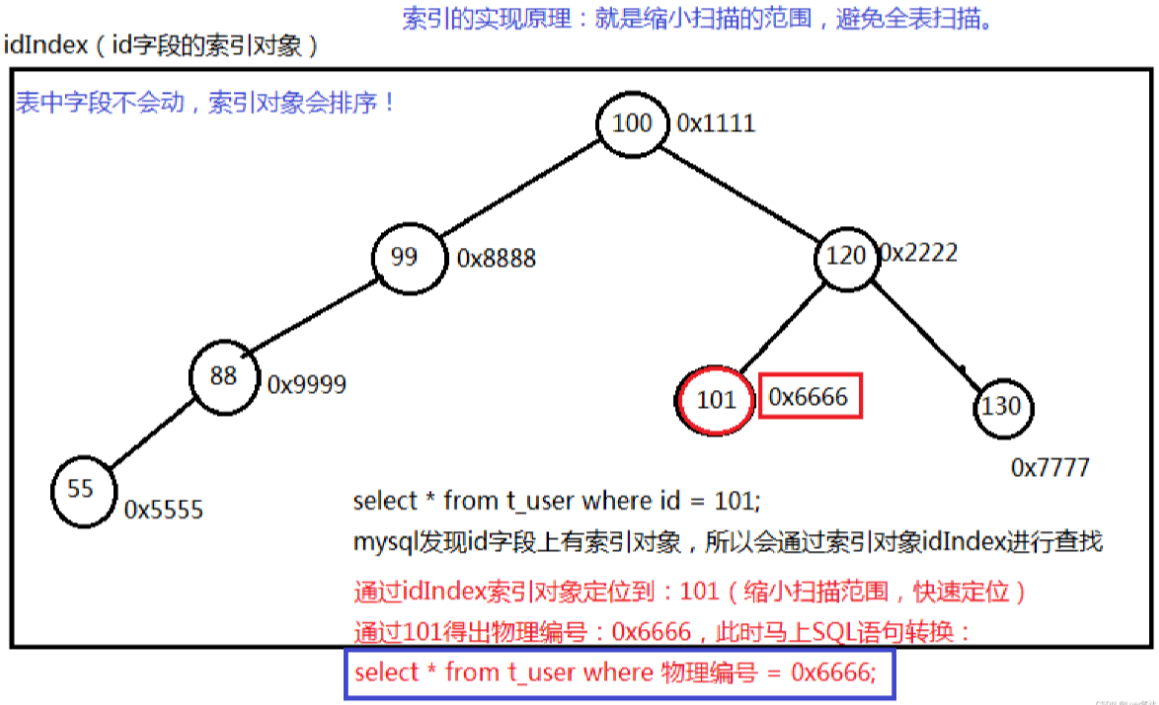 索引的实现原理：就是缩小扫描的范围，避免全表扫描。
idIndex（id字段的索引对象）
表中字段不会动，索引对象会排序！
100 0x1111
99 0x8888
120 0x2222
88 0x9999
101 0x6666
130
0x7777
55 0x5555
select * from t_user where id = 101;
mysql发现id字段上有索引对象，所以会通过索引对象idIndex进行查找
通过idIndex索引对象定位到：101（缩小扫描范围，快速定位）
通过101得出物理编号：0x6666，此时马上SQL语句转换：
select * from t_user where 物理编号 = 0x6666;